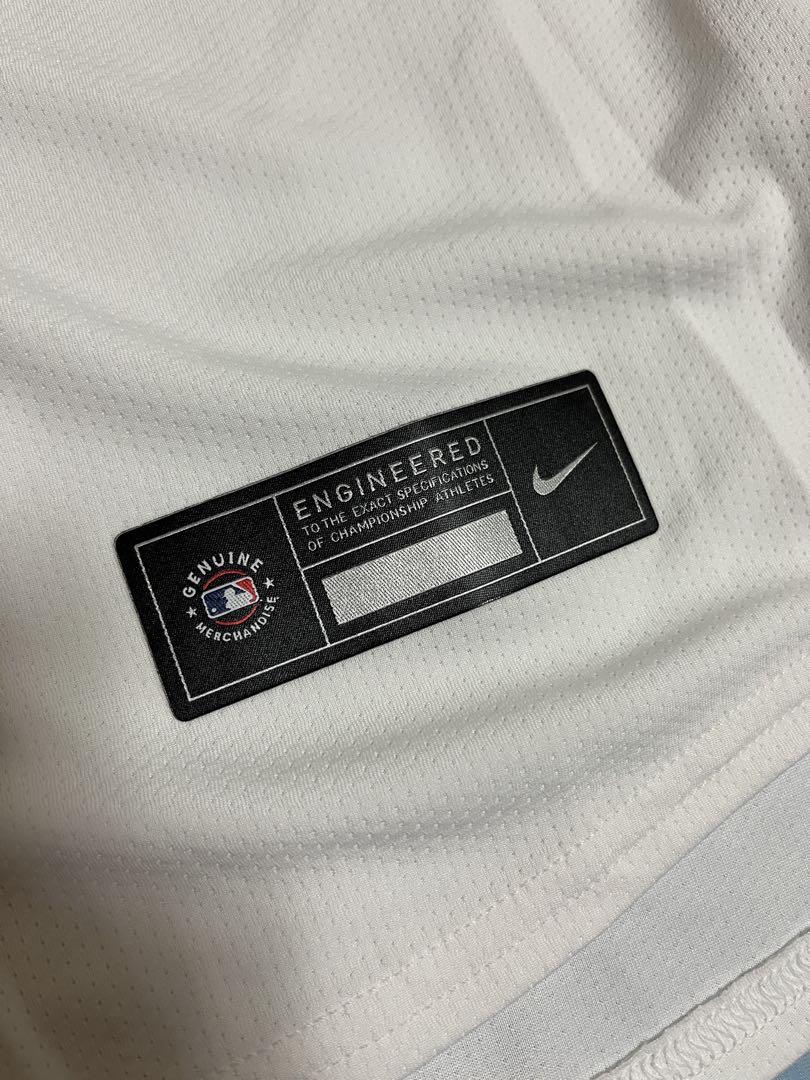 GENUINE
MERCHANDISE
ENGINEERED
TO THE EXACT SPECIFICATIONS
OF CHAMPIONSHIP ATHLETES